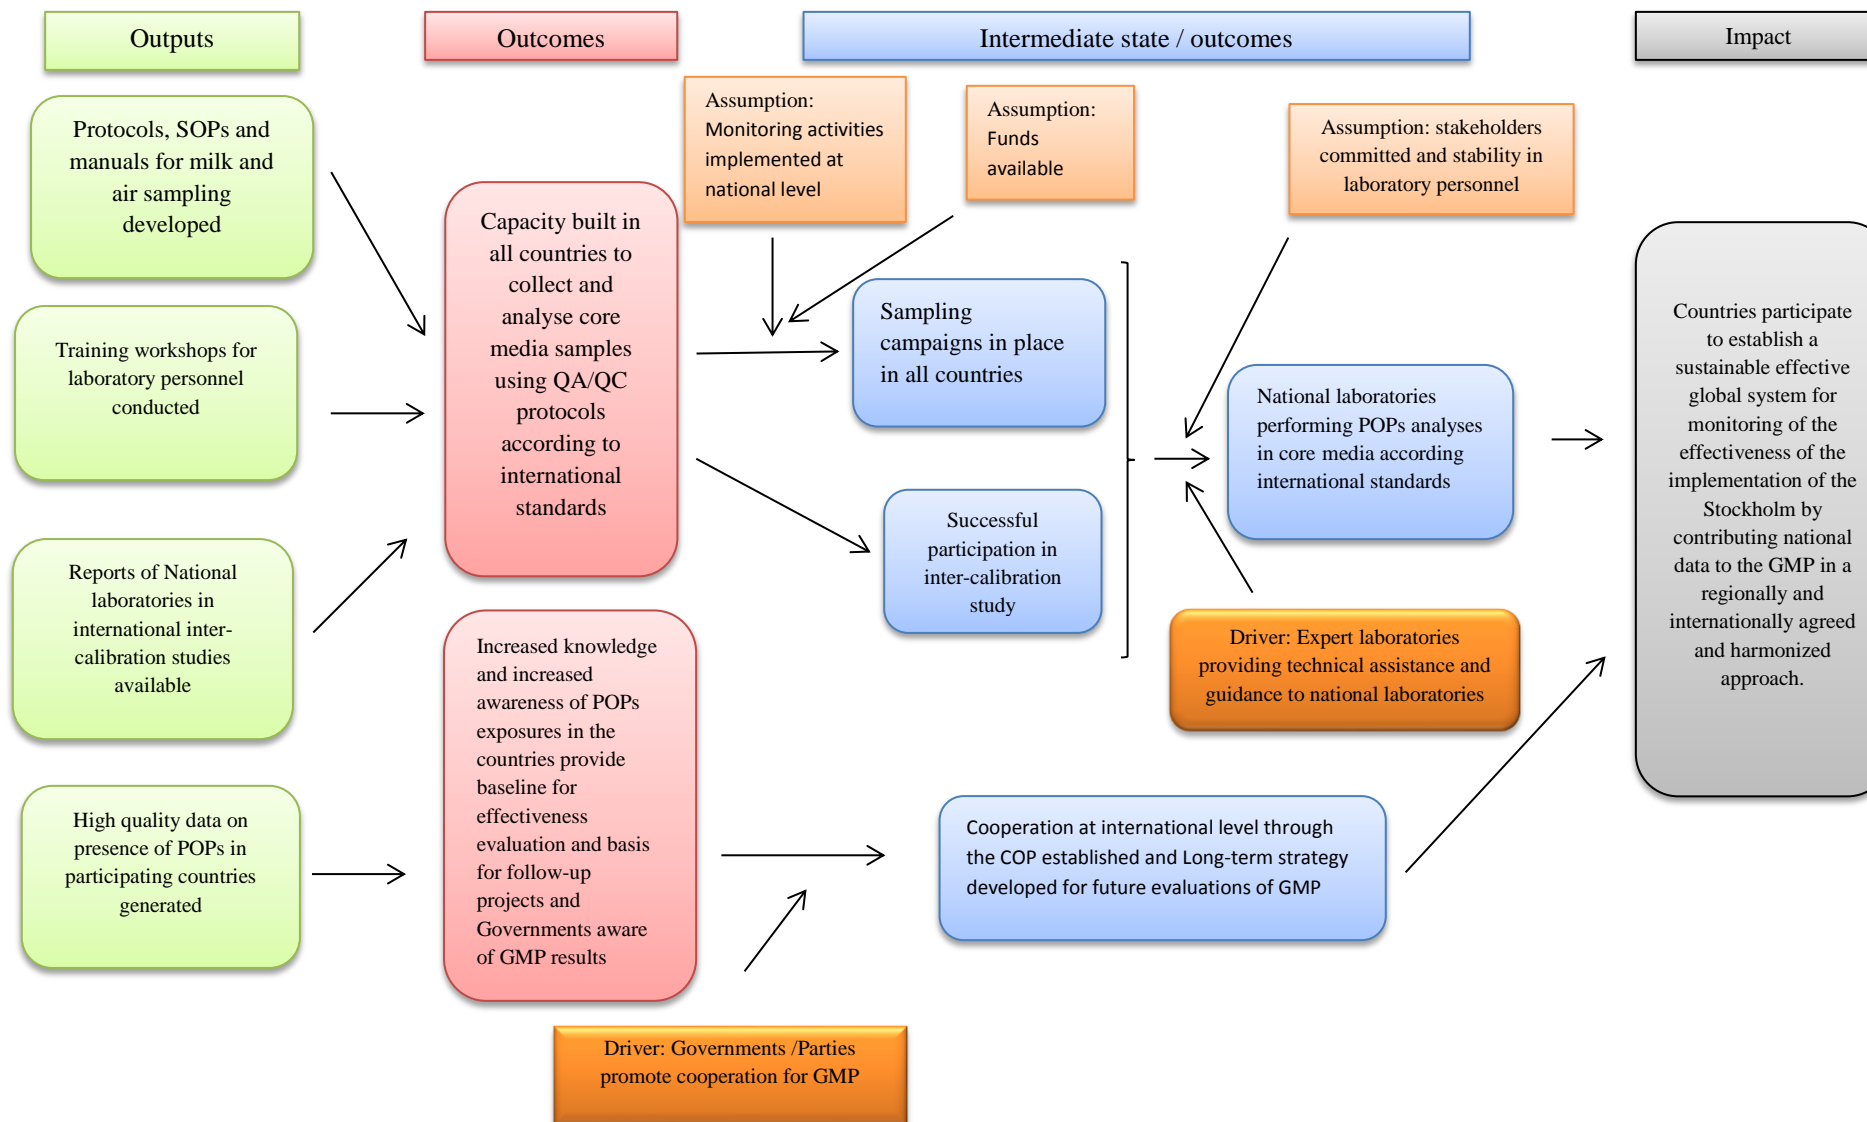 Outputs
Outcomes
Intermediate state / outcomes
Impact
Protocols, SOPs and
manuals for milk and
air sampling
developed
Training workshops for
laboratory personnel
conducted
Reports of National
laboratories in
international inter-
calibration studies
available
High quality data on
presence of POPs in
participating countries
generated
Capacity built in
all countries to
collect and
analyse core
media samples
using QA/QC
protocols
according to
international
standards
Increased knowledge
and increased
awareness of POPs
exposures in the
countries provide
baseline for
effectiveness
evaluation and basis
for follow-up
projects and
Governments aware
of GMP results
Driver: Governments /Parties
promote cooperation for GMP
Assumption:
Monitoring activities
implemented at
national level
Assumption:
Funds
available
Assumption: stakeholders
committed and stability in
laboratory personnel
Sampling
campaigns in place
in all countries
Successful
participation in
inter-calibration
study
National laboratories
performing POPs analyses
in core media according
international standards
Driver: Expert laboratories
providing technical assistance and
guidance to national laboratories
Cooperation at international level through
the COP established and Long-term strategy
developed for future evaluations of GMP
Countries participate
to establish a
sustainable effective
global system for
monitoring of the
effectiveness of the
implementation of the
Stockholm by
contributing national
data to the GMP in a
regionally and
internationally agreed
and harmonized
approach.